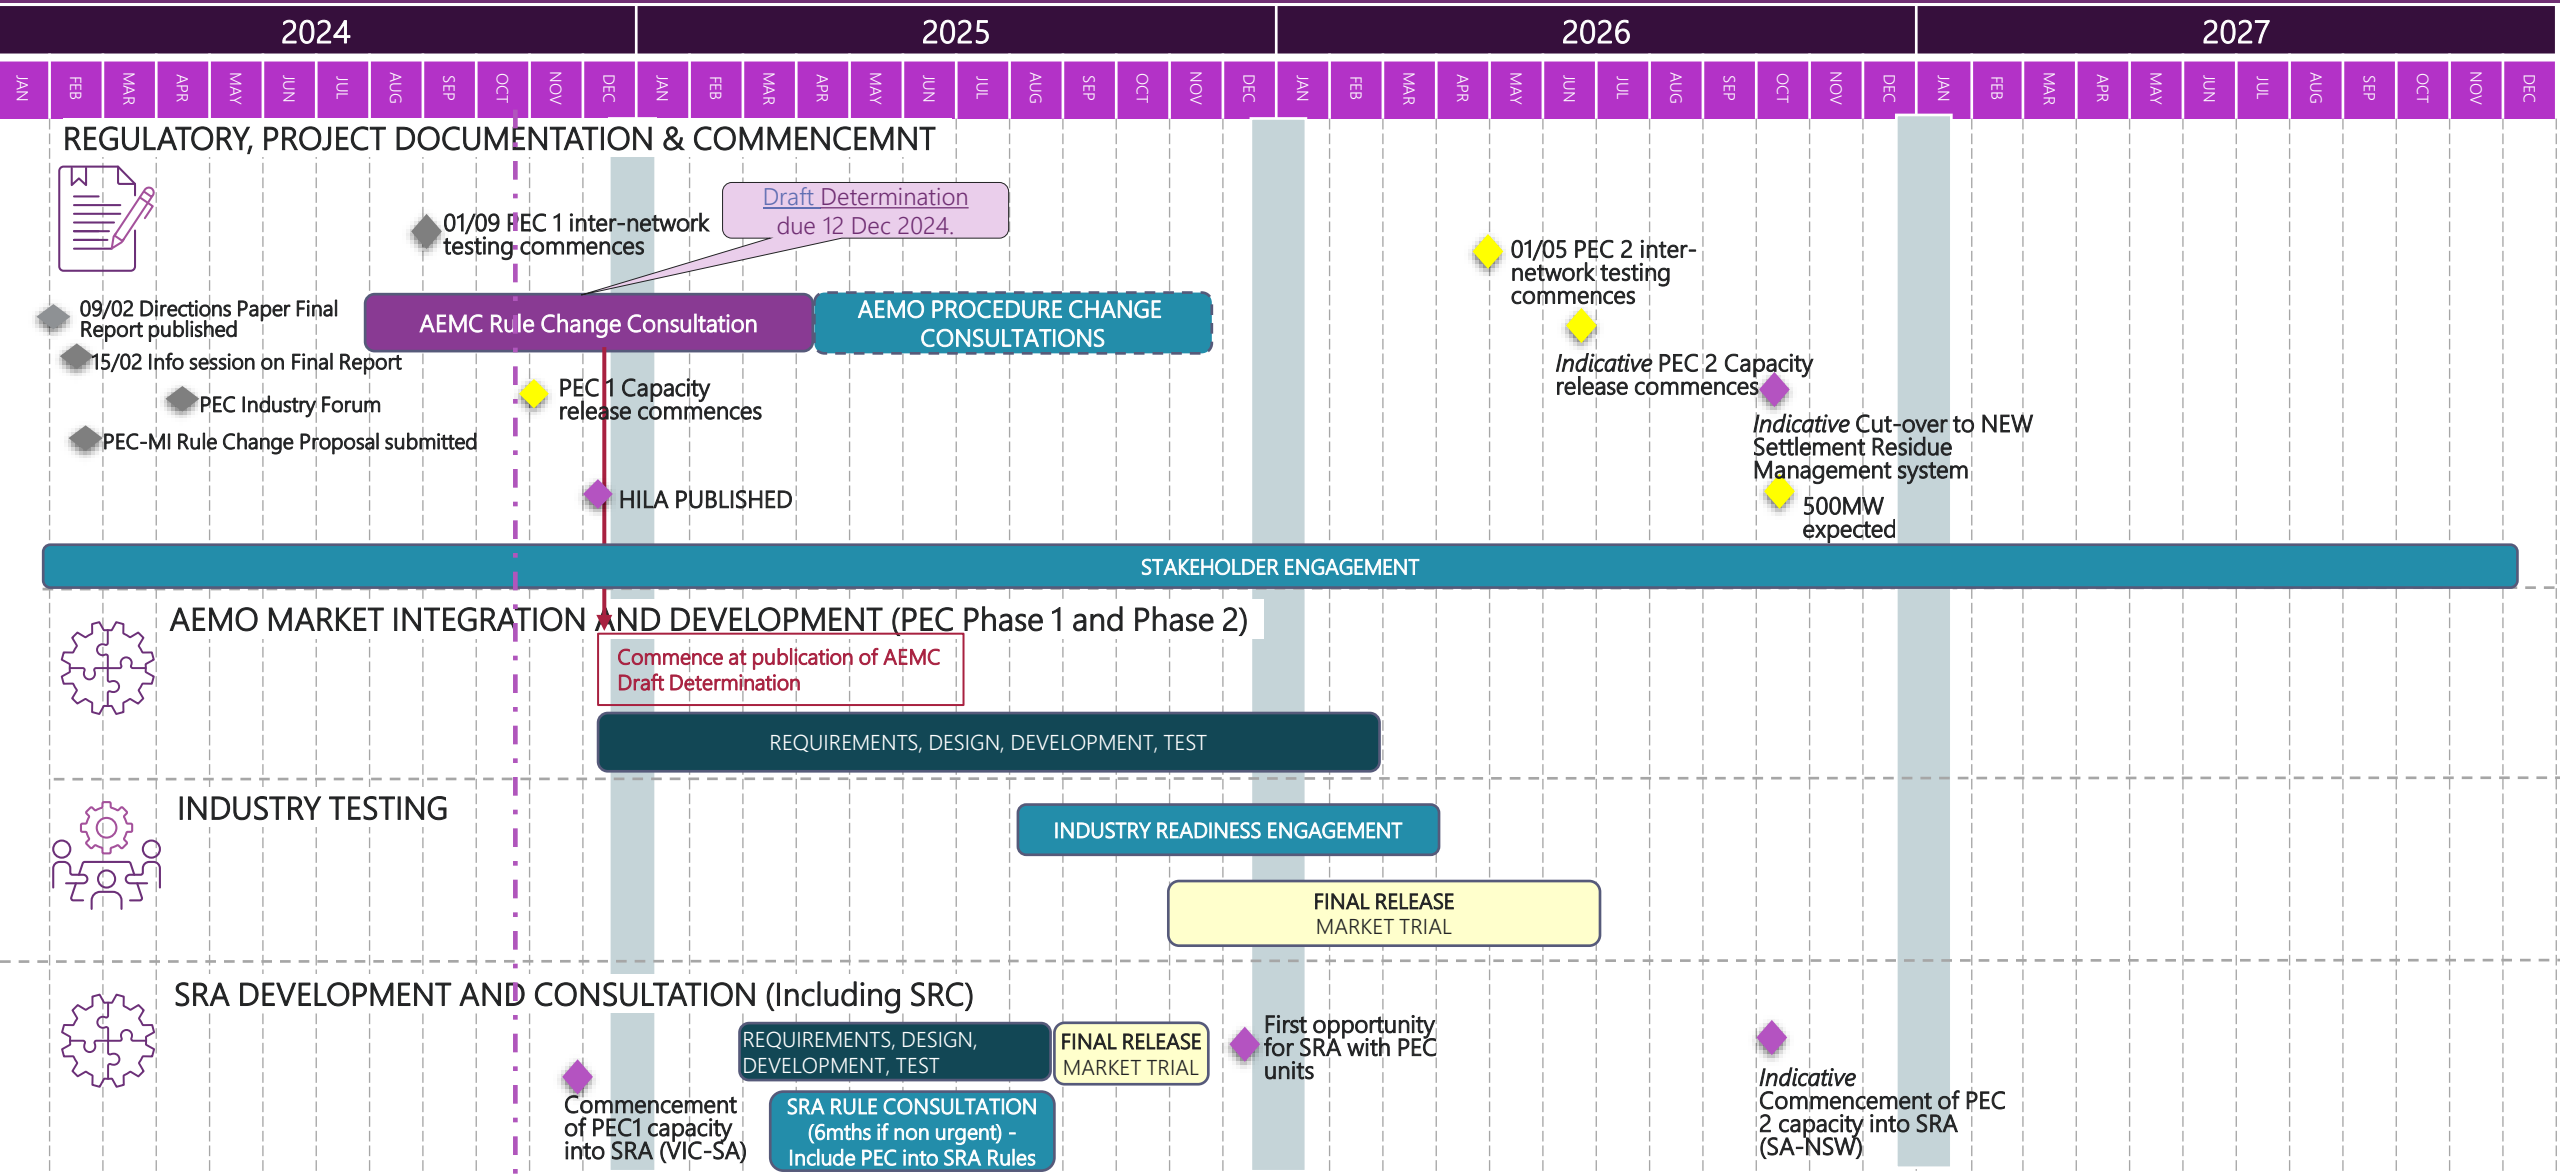 2024 2025 2026 2027
JAN FEB MAR APR MAY JUN JUL AUG SEP OCT NOV DEC JAN FEB MAR APR MAY JUN JUL AUG SEP OCT NOV DEC JAN FEB MAR APR MAY JUN JUL AUG SEP OCT NOV DEC JAN FEB MAR APR MAY JUN JUL AUG SEP OCT NOV DEC
REGULATORY, PROJECT DOCUMENTATION & COMMENCEMNT
Draft Determination
due 12 Dec 2024.
01/09 PEC 1 inter-network
testing commences
01/05 PEC 2 inter-
network testing
commences
09/02 Directions Paper Final
Report published
AEMC Rule Change Consultation
AEMO PROCEDURE CHANGE
CONSULTATIONS
15/02 Info session on Final Report
Indicative PEC 2 Capacity
release commences
PEC Industry Forum
PEC 1 Capacity
release commences
PEC-MI Rule Change Proposal submitted
Indicative Cut-over to NEW
Settlement Residue
Management system
HILA PUBLISHED
500MW
expected
STAKEHOLDER ENGAGEMENT
AEMO MARKET INTEGRATION AND DEVELOPMENT (PEC Phase 1 and Phase 2)
Commence at publication of AEMC
Draft Determination
REQUIREMENTS, DESIGN, DEVELOPMENT, TEST
INDUSTRY TESTING
INDUSTRY READINESS ENGAGEMENT
FINAL RELEASE
MARKET TRIAL
SRA DEVELOPMENT AND CONSULTATION (Including SRC)
REQUIREMENTS, DESIGN,
DEVELOPMENT, TEST
FINAL RELEASE
MARKET TRIAL
First opportunity
for SRA with PEC
units
Commencement
of PEC1 capacity
into SRA (VIC-SA)
SRA RULE CONSULTATION
(6mths if non urgent) -
Include PEC into SRA Rules
Indicative
Commencement of PEC
2 capacity into SRA
(SA-NSW)